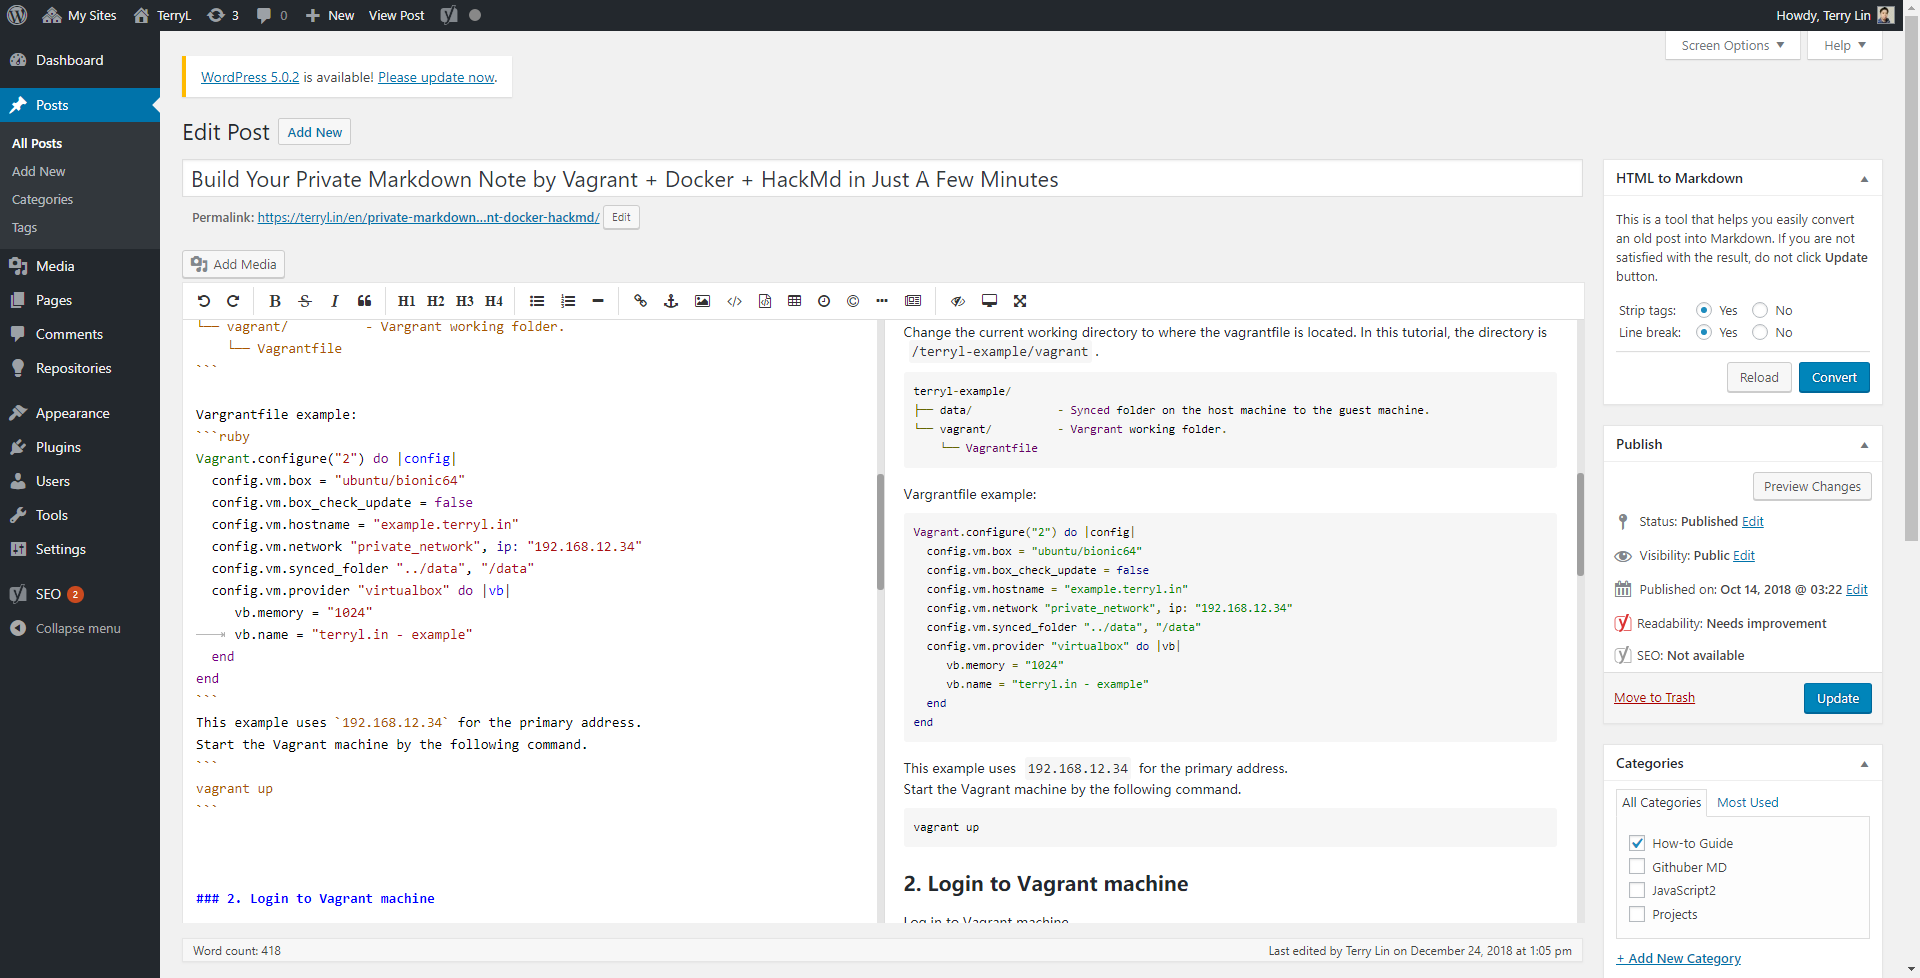 My Sites
TerryL
3
0
New
View Post
Howdy, Terry Lin
Dashboard
Posts
All Posts
Add New
Categories
Tags
Media
Pages
Comments
Repositories
Appearance
Plugins
Users
Tools
Settings
SEO 2
Collapse menu
Screen Options
Help
WordPress 5.0.2 is available! Please update now.
Edit Post
Add New
Build Your Private Markdown Note by Vagrant + Docker + HackMd in Just A Few Minutes
Permalink: https://terryl.in/en/private-markdown...nt-docker-hackmd/ Edit
Add Media
B S I H1 H2 H3 H4
└── vagrant/ - Vargrant working folder.
└── Vagrantfile
```
Vargrantfile example:
```ruby
Vagrant.configure("2") do |config|
config.vm.box = "ubuntu/bionic64"
config.vm.box_check_update = false
config.vm.hostname = "example.terryl.in"
config.vm.network "private_network", ip: "192.168.12.34"
config.vm.synced_folder "../data", "/data"
config.vm.provider "virtualbox" do |vb|
vb.memory = "1024"
vb.name = "terryl.in - example"
end
end
```
This example uses `192.168.12.34` for the primary address.
Start the Vagrant machine by the following command.
```
vagrant up
```
### 2. Login to Vagrant machine
Change the current working directory to where the vagrantfile is located. In this tutorial, the directory is
/terryl-example/vagrant .
terryl-example/
├── data/ - Synced folder on the host machine to the guest machine.
└── vagrant/ - Vargrant working folder.
└── Vagrantfile
Vargrantfile example:
Vagrant.configure("2") do |config|
config.vm.box = "ubuntu/bionic64"
config.vm.box_check_update = false
config.vm.hostname = "example.terryl.in"
config.vm.network "private_network", ip: "192.168.12.34"
config.vm.synced_folder "../data", "/data"
config.vm.provider "virtualbox" do |vb|
vb.memory = "1024"
vb.name = "terryl.in - example"
end
end
This example uses 192.168.12.34 for the primary address.
Start the Vagrant machine by the following command.
vagrant up
2. Login to Vagrant machine
Log in to Vagrant machine
Word count: 418
Last edited by Terry Lin on December 24, 2018 at 1:05 pm
HTML to Markdown
This is a tool that helps you easily convert
an old post into Markdown. If you are not
satisfied with the result, do not click Update
button.
Strip tags: Yes No
Line break: Yes No
Reload
Convert
Publish
Preview Changes
Status: Published Edit
Visibility: Public Edit
Published on: Oct 14, 2018 @ 03:22 Edit
Readability: Needs improvement
SEO: Not available
Move to Trash
Update
Categories
All Categories
Most Used
How-to Guide
Githuber MD
JavaScript2
Projects
+ Add New Category